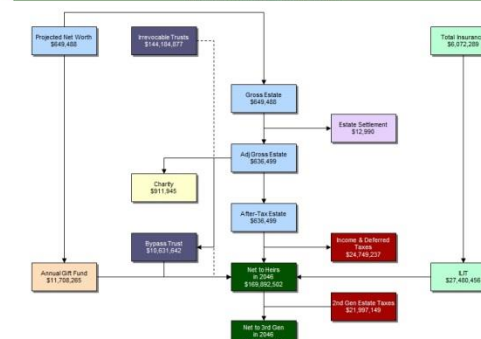 Projected Net Worth
$649,488
Irrevocable Trusts
$144,184,877
Total Insurance
$6,072,289
Gross Estate
$649,488
Estate Settlement
$12,990
Adj Gross Estate
$636,499
Charity
$911,945
After-Tax Estate
$636,499
Bypass Trust
$10,631,642
Income & Deferred
Taxes
$24,749,237
Annual Gift Fund
$11,708,265
Net to Heirs
in 2046
$169,892,502
ILIT
$27,480,456
2nd Gen Estate Taxes
$21,997,149
Net to 3rd Gen
in 2046